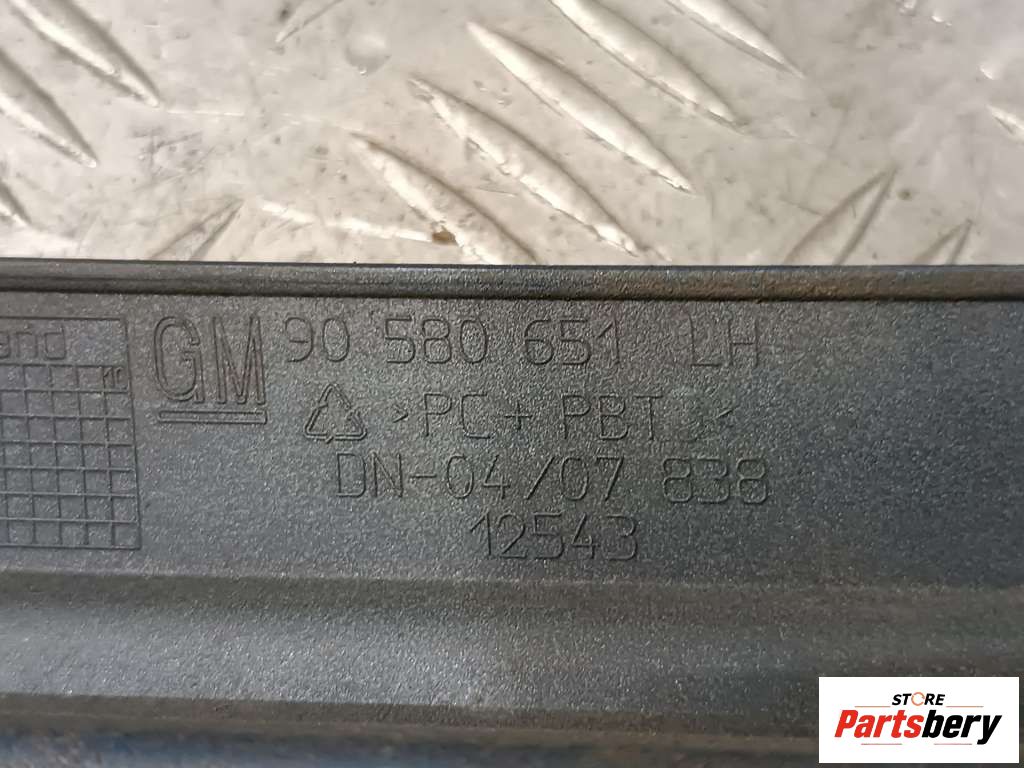 GM 90 580 651 LH
>PC+ PBT <
DN-04/07 838
12543
STORE
Partsbery